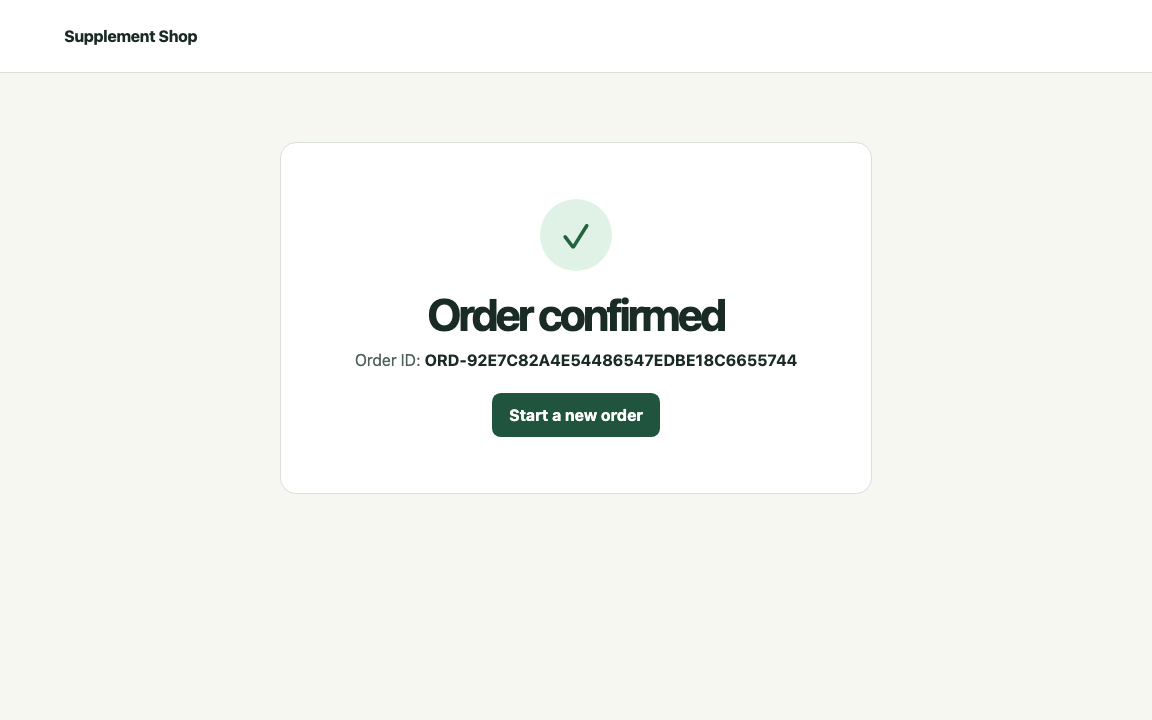 Supplement Shop
Order confirmed
Order ID: ORD-92E7C82A4E54486547EDBE18C6655744
Start a new order